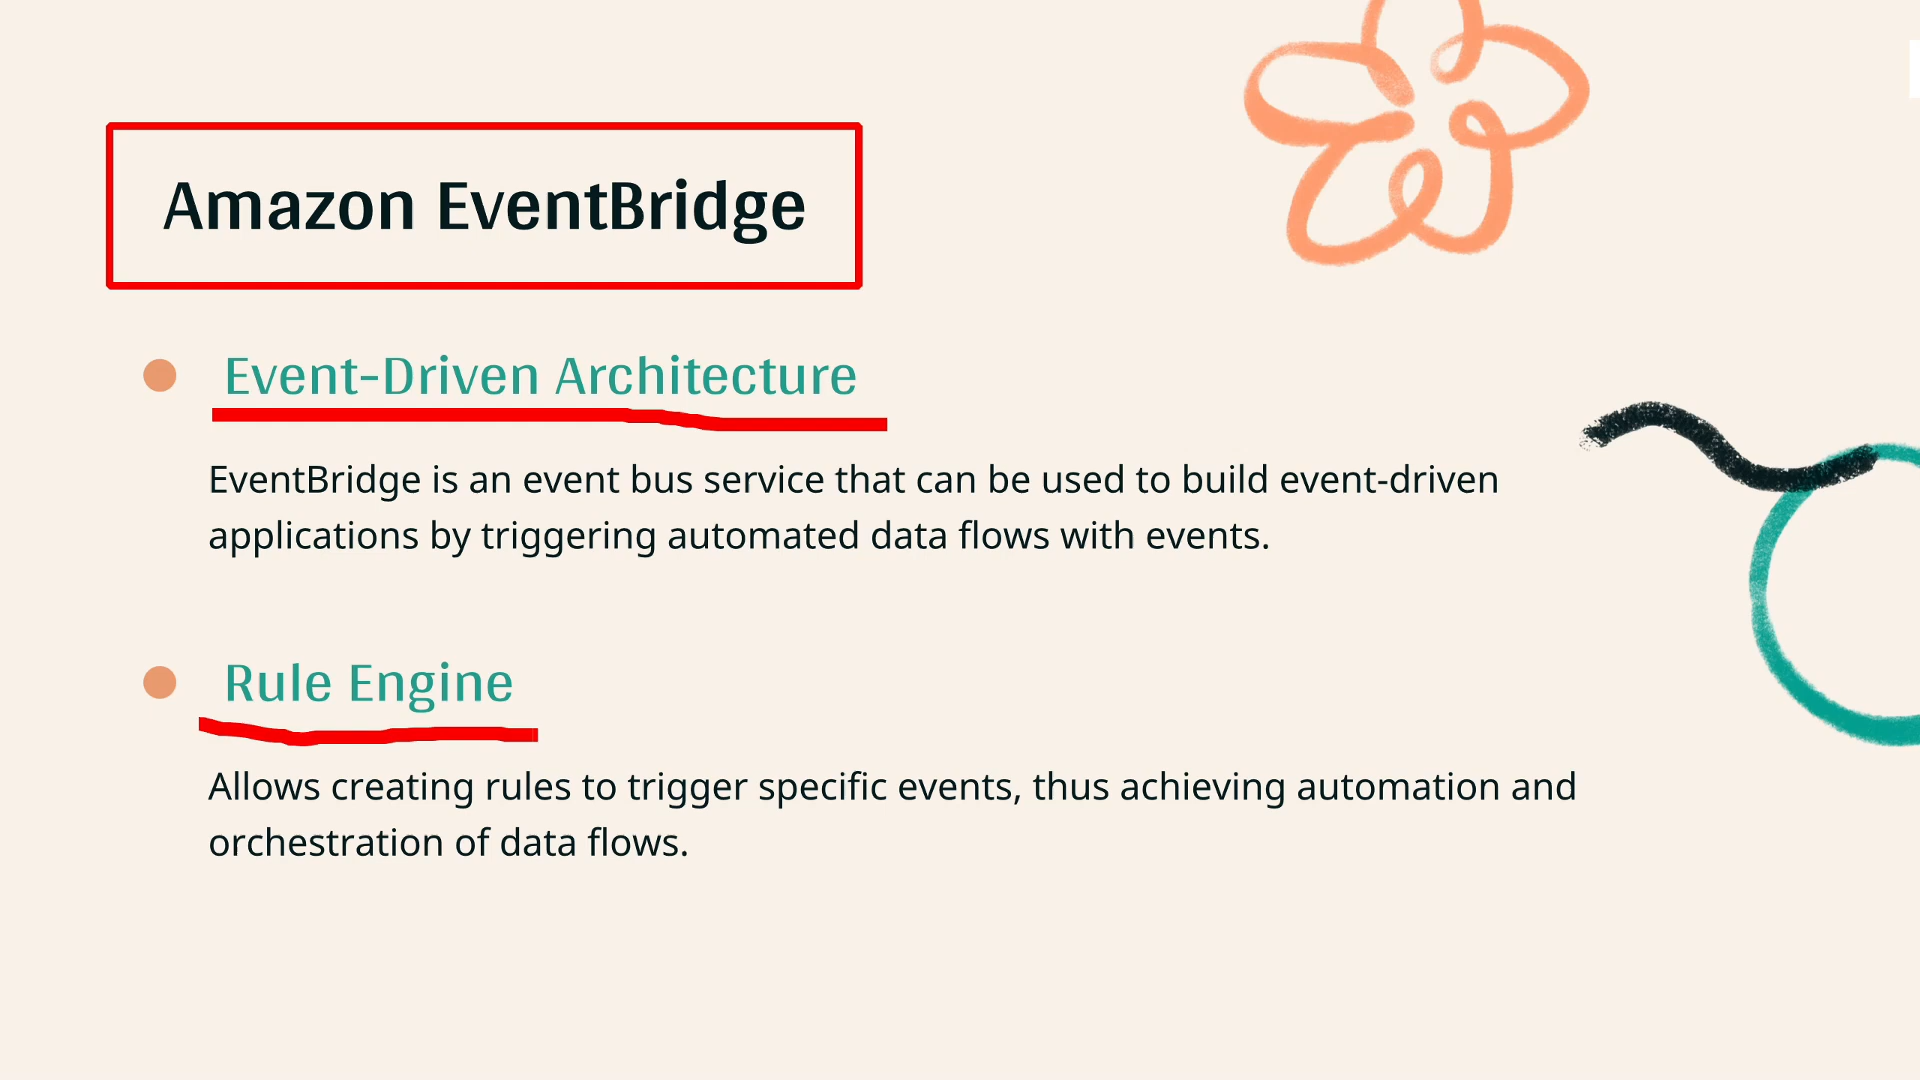 Amazon EventBridge
Event-Driven Architecture
EventBridge is an event bus service that can be used to build event-driven
applications by triggering automated data flows with events.
Rule Engine
Allows creating rules to trigger specific events, thus achieving automation and
orchestration of data flows.